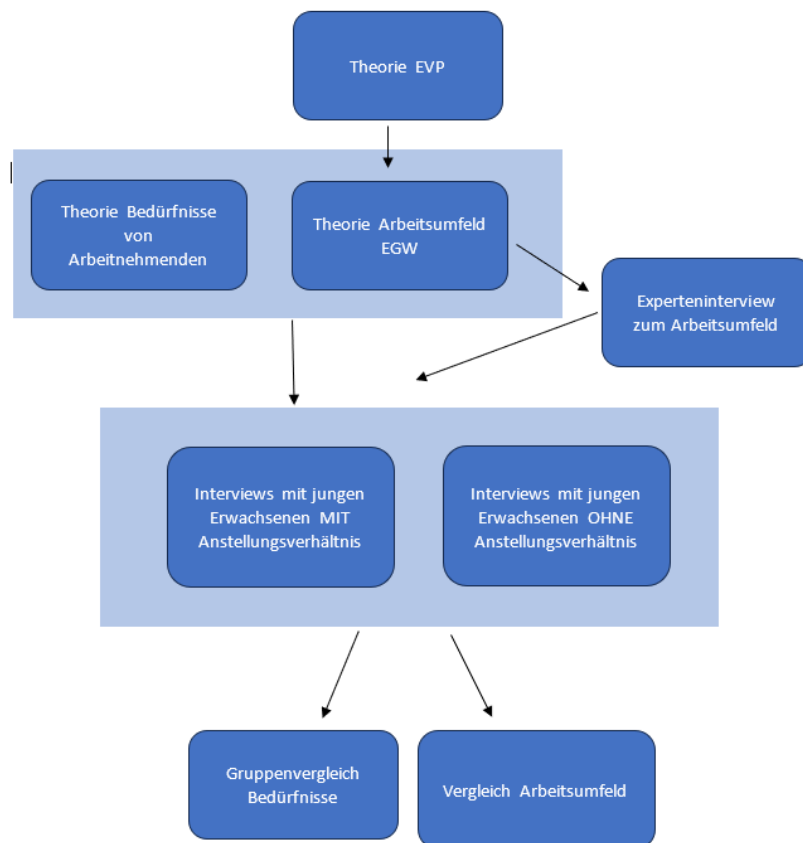 Theorie EVP
Theorie Bedürfnisse
von
Arbeitnehmenden
Theorie Arbeitsumfeld
EGW
Experteninterview
zum Arbeitsumfeld
Interviews mit jungen
Erwachsenen MIT
Anstellungsverhältnis
Interviews mit jungen
Erwachsenen OHNE
Anstellungsverhältnis
Gruppenvergleich
Bedürfnisse
Vergleich Arbeitsumfeld